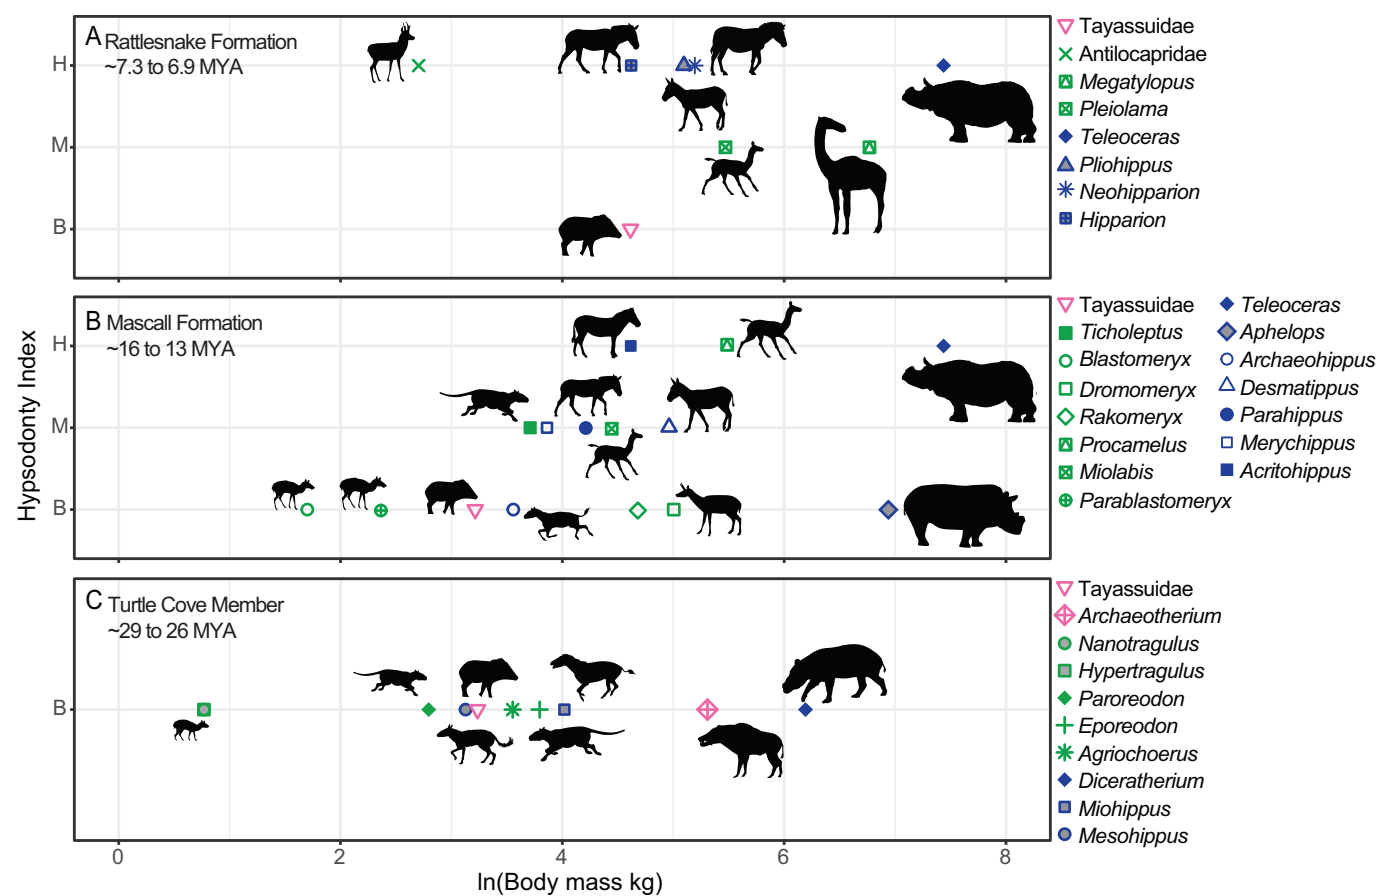 A Rattlesnake Formation
~7.3 to 6.9 MYA
H
M
B
Tayassuidae
Antilocapridae
Megatylopus
Pleiolama
Teleoceras
Pliohippus
Neohipparion
Hipparion
B Mascall Formation
~16 to 13 MYA
H
M
B
Hypsodonty Index
Tayassuidae
Ticholeptus
Blastomeryx
Dromomeryx
Rakomeryx
Procamelus
Miolabis
Parablastomeryx
Teleoceras
Aphelops
Archaeohippus
Desmatippus
Parahippus
Merychippus
Acritohippus
C Turtle Cove Member
~29 to 26 MYA
B
Tayassuidae
Archaeotherium
Nanotragulus
Hypertragulus
Paroreodon
Eporeodon
Agriochoerus
Diceratherium
Miohippus
Mesohippus
0 2 4 6 8
ln(Body mass kg)